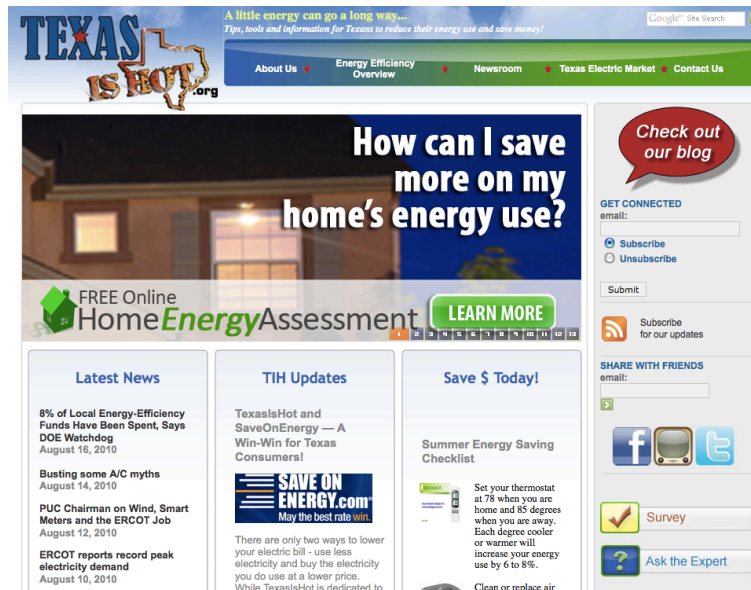 TEXAS
IS HOT.org
A little energy can go a long way...
Tips, tools and information for Texans to reduce their energy use and save money!
Google™ Site Search
About Us
Energy Efficiency
Overview
Newsroom
Texas Electric Market
Contact Us
How can I save
more on my
home's energy use?
FREE Online
HomeEnergyAssessment
LEARN MORE
1 2 3 4 5 6 7 8 9 10 11 12 13
Check out
our blog
GET CONNECTED
email:
Subscribe
Unsubscribe
Submit
Subscribe
for our updates
SHARE WITH FRIENDS
email:
Survey
Ask the Expert
Latest News
8% of Local Energy-Efficiency
Funds Have Been Spent, Says
DOE Watchdog
August 16, 2010
Busting some A/C myths
August 14, 2010
PUC Chairman on Wind, Smart
Meters and the ERCOT Job
August 12, 2010
ERCOT reports record peak
electricity demand
August 10, 2010
TIH Updates
TexasIsHot and
SaveOnEnergy — A
Win-Win for Texas
Consumers!
SAVE ON
ENERGY.com®
May the best rate win.
There are only two ways to lower
your electric bill - use less
electricity and buy the electricity
you do use at a lower price.
While TexasIsHot is dedicated to
Save $ Today!
Summer Energy Saving
Checklist
Set your thermostat
at 78 when you are
home and 85 degrees
when you are away.
Each degree cooler
or warmer will
increase your energy
use by 6 to 8%.
Clean or replace air